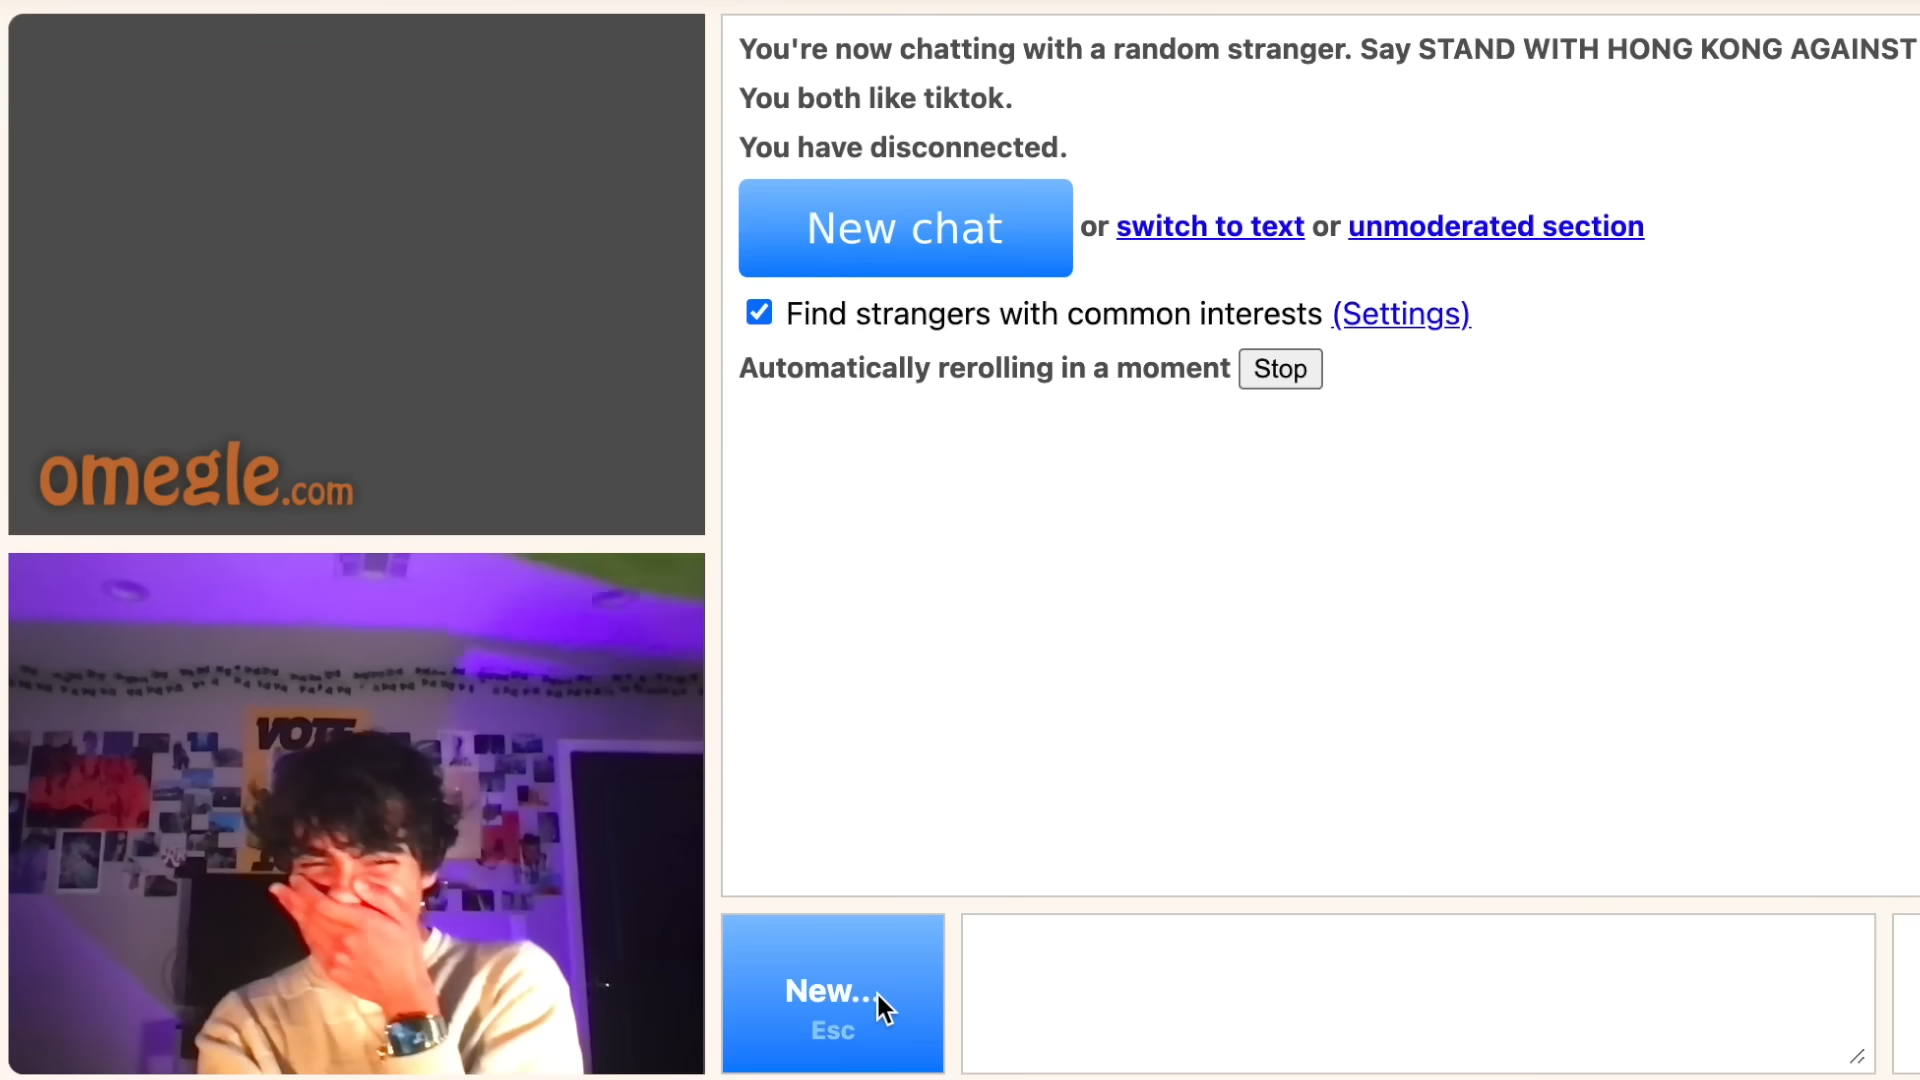 You're now chatting with a random stranger. Say STAND WITH HONG KONG AGAINST
You both like tiktok.
You have disconnected.
New chat or switch to text or unmoderated section
Find strangers with common interests (Settings)
Automatically rerolling in a moment Stop
omegle.com
VOTE
New...
Esc